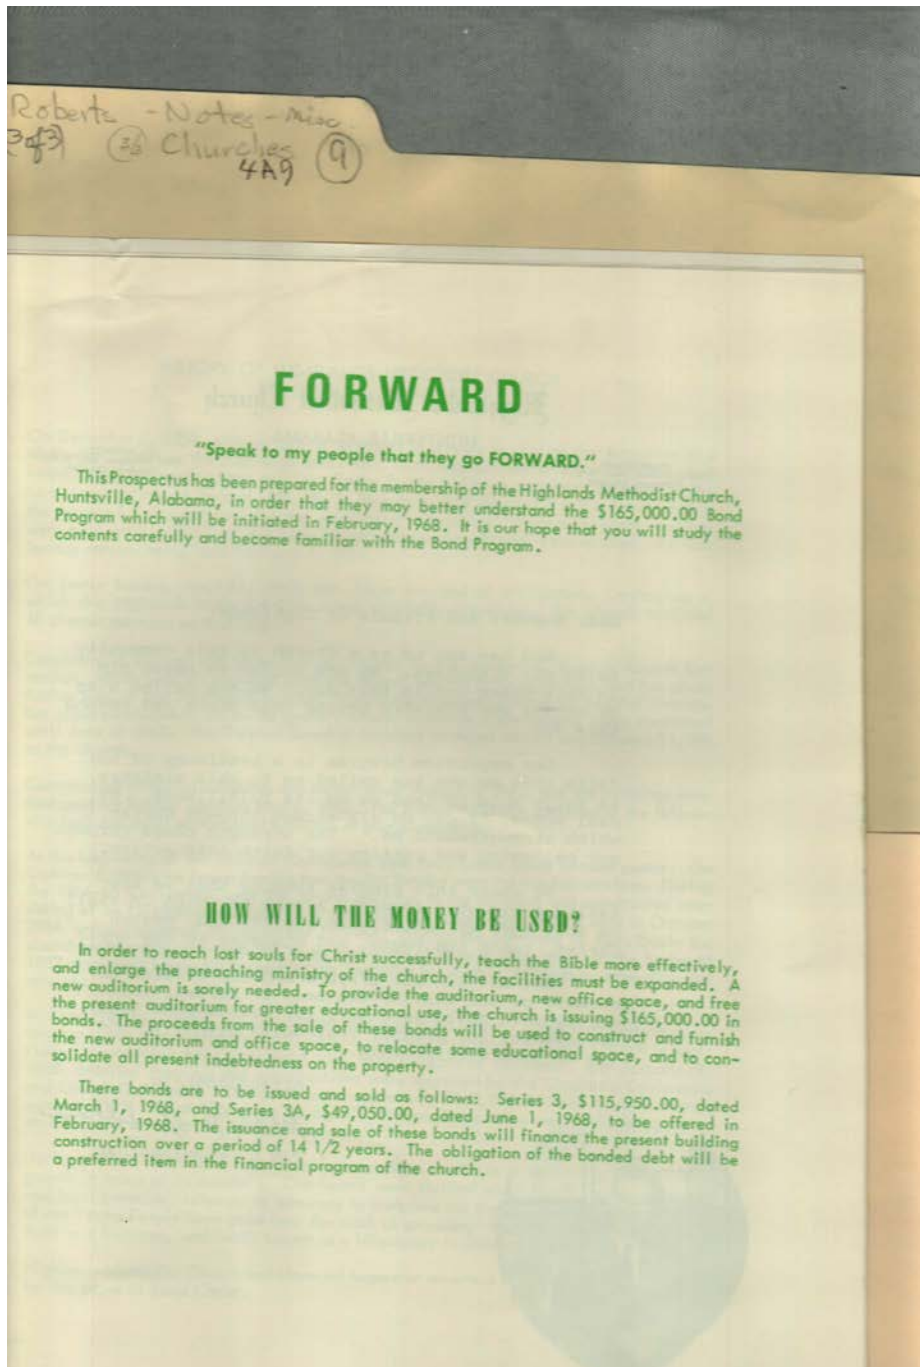 Roberts - Notes - misc.
(3 of 3) Churches 9
4A9
FORWARD
"Speak to my people that they go FORWARD."
This Prospectus has been prepared for the membership of the Highlands Methodist Church,
Huntsville, Alabama, in order that they may better understand the $165,000.00 Bond
Program which will be initiated in February, 1968. It is our hope that you will study the
contents carefully and become familiar with the Bond Program.
HOW WILL THE MONEY BE USED?
In order to reach lost souls for Christ successfully, teach the Bible more effectively,
and enlarge the preaching ministry of the church, the facilities must be expanded. A
new auditorium is sorely needed. To provide the auditorium, new office space, and free
the present auditorium for greater educational use, the church is issuing $165,000.00 in
bonds. The proceeds from the sale of these bonds will be used to construct and furnish
the new auditorium and office space, to relocate some educational space, and to con-
solidate all present indebtedness on the property.
There bonds are to be issued and sold as follows: Series 3, $115,950.00, dated
March 1, 1968, and Series 3A, $49,050.00, dated June 1, 1968, to be offered in
February, 1968. The issuance and sale of these bonds will finance the present building
construction over a period of 14 1/2 years. The obligation of the bonded debt will be
a preferred item in the financial program of the church.